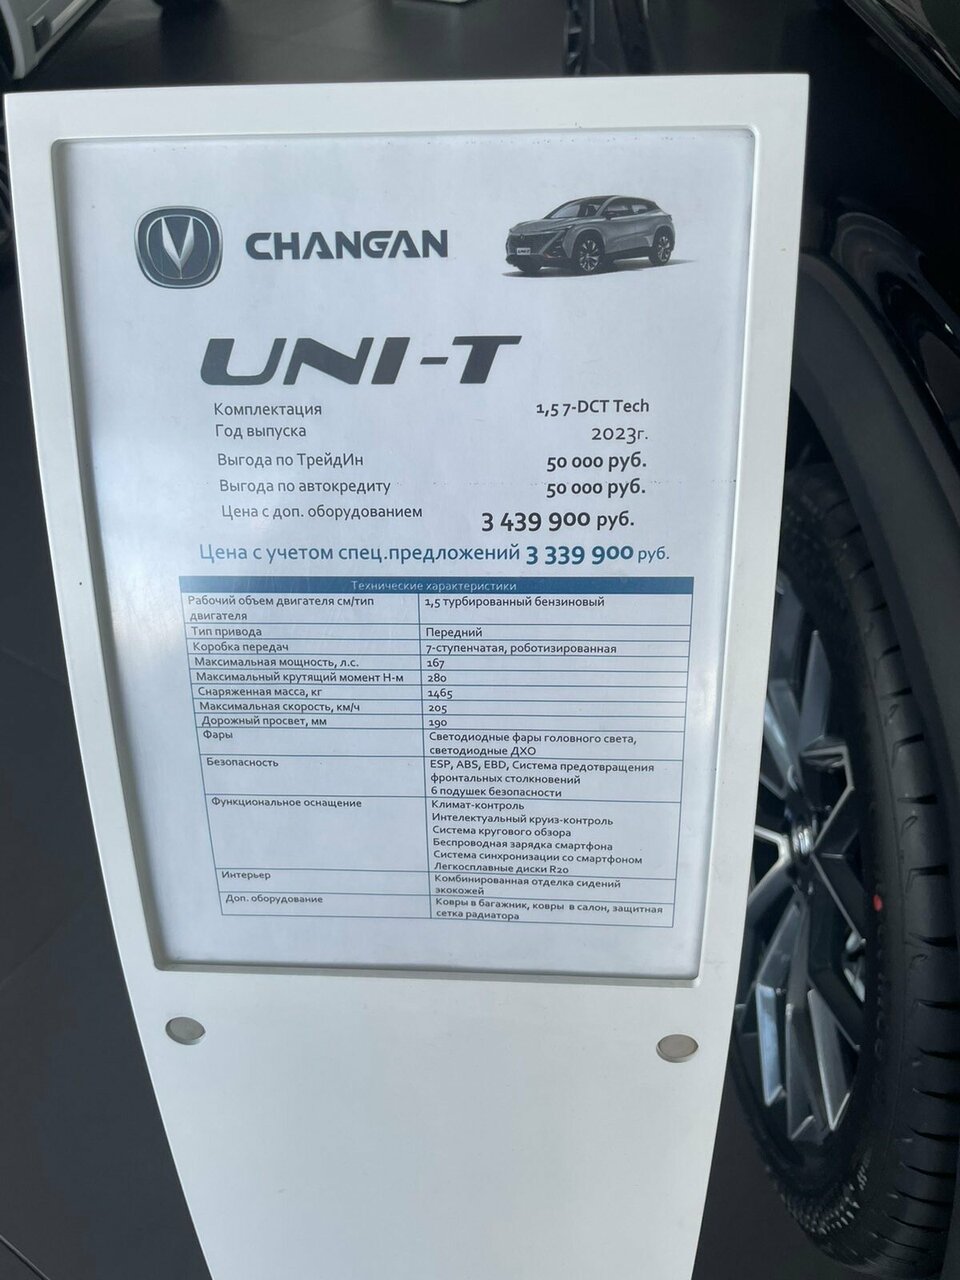 CHANGAN
UNI-T
UNI-T
Комплектация 1,5 7-DCT Tech
Год выпуска 2023г.
Выгода по ТрейдИн 50 000 руб.
Выгода по автокредиту 50 000 руб.
Цена с доп. оборудованием 3 439 900 руб.
Цена с учетом спец.предложений 3 339 900 руб.
Технические характеристики
Рабочий объем двигателя см/тип 1,5 турбированный бензиновый
двигателя
Тип привода Передний
Коробка передач 7-ступенчатая, роботизированная
Максимальная мощность, л.с. 167
Максимальный крутящий момент Н-м 280
Снаряженная масса, кг 1465
Максимальная скорость, км/ч 205
Дорожный просвет, мм 190
Фары Светодиодные фары головного света,
светодиодные ДХО
Безопасность ESP, ABS, EBD, Система предотвращения
фронтальных столкновений
6 подушек безопасности
Функциональное оснащение Климат-контроль
Интелектуальный круиз-контроль
Система кругового обзора
Беспроводная зарядка смартфона
Система синхронизации со смартфоном
Легкосплавные диски R20
Интерьер Комбинированная отделка сидений
экокожей
Доп. оборудование Ковры в багажник, ковры в салон, защитная
сетка радиатора